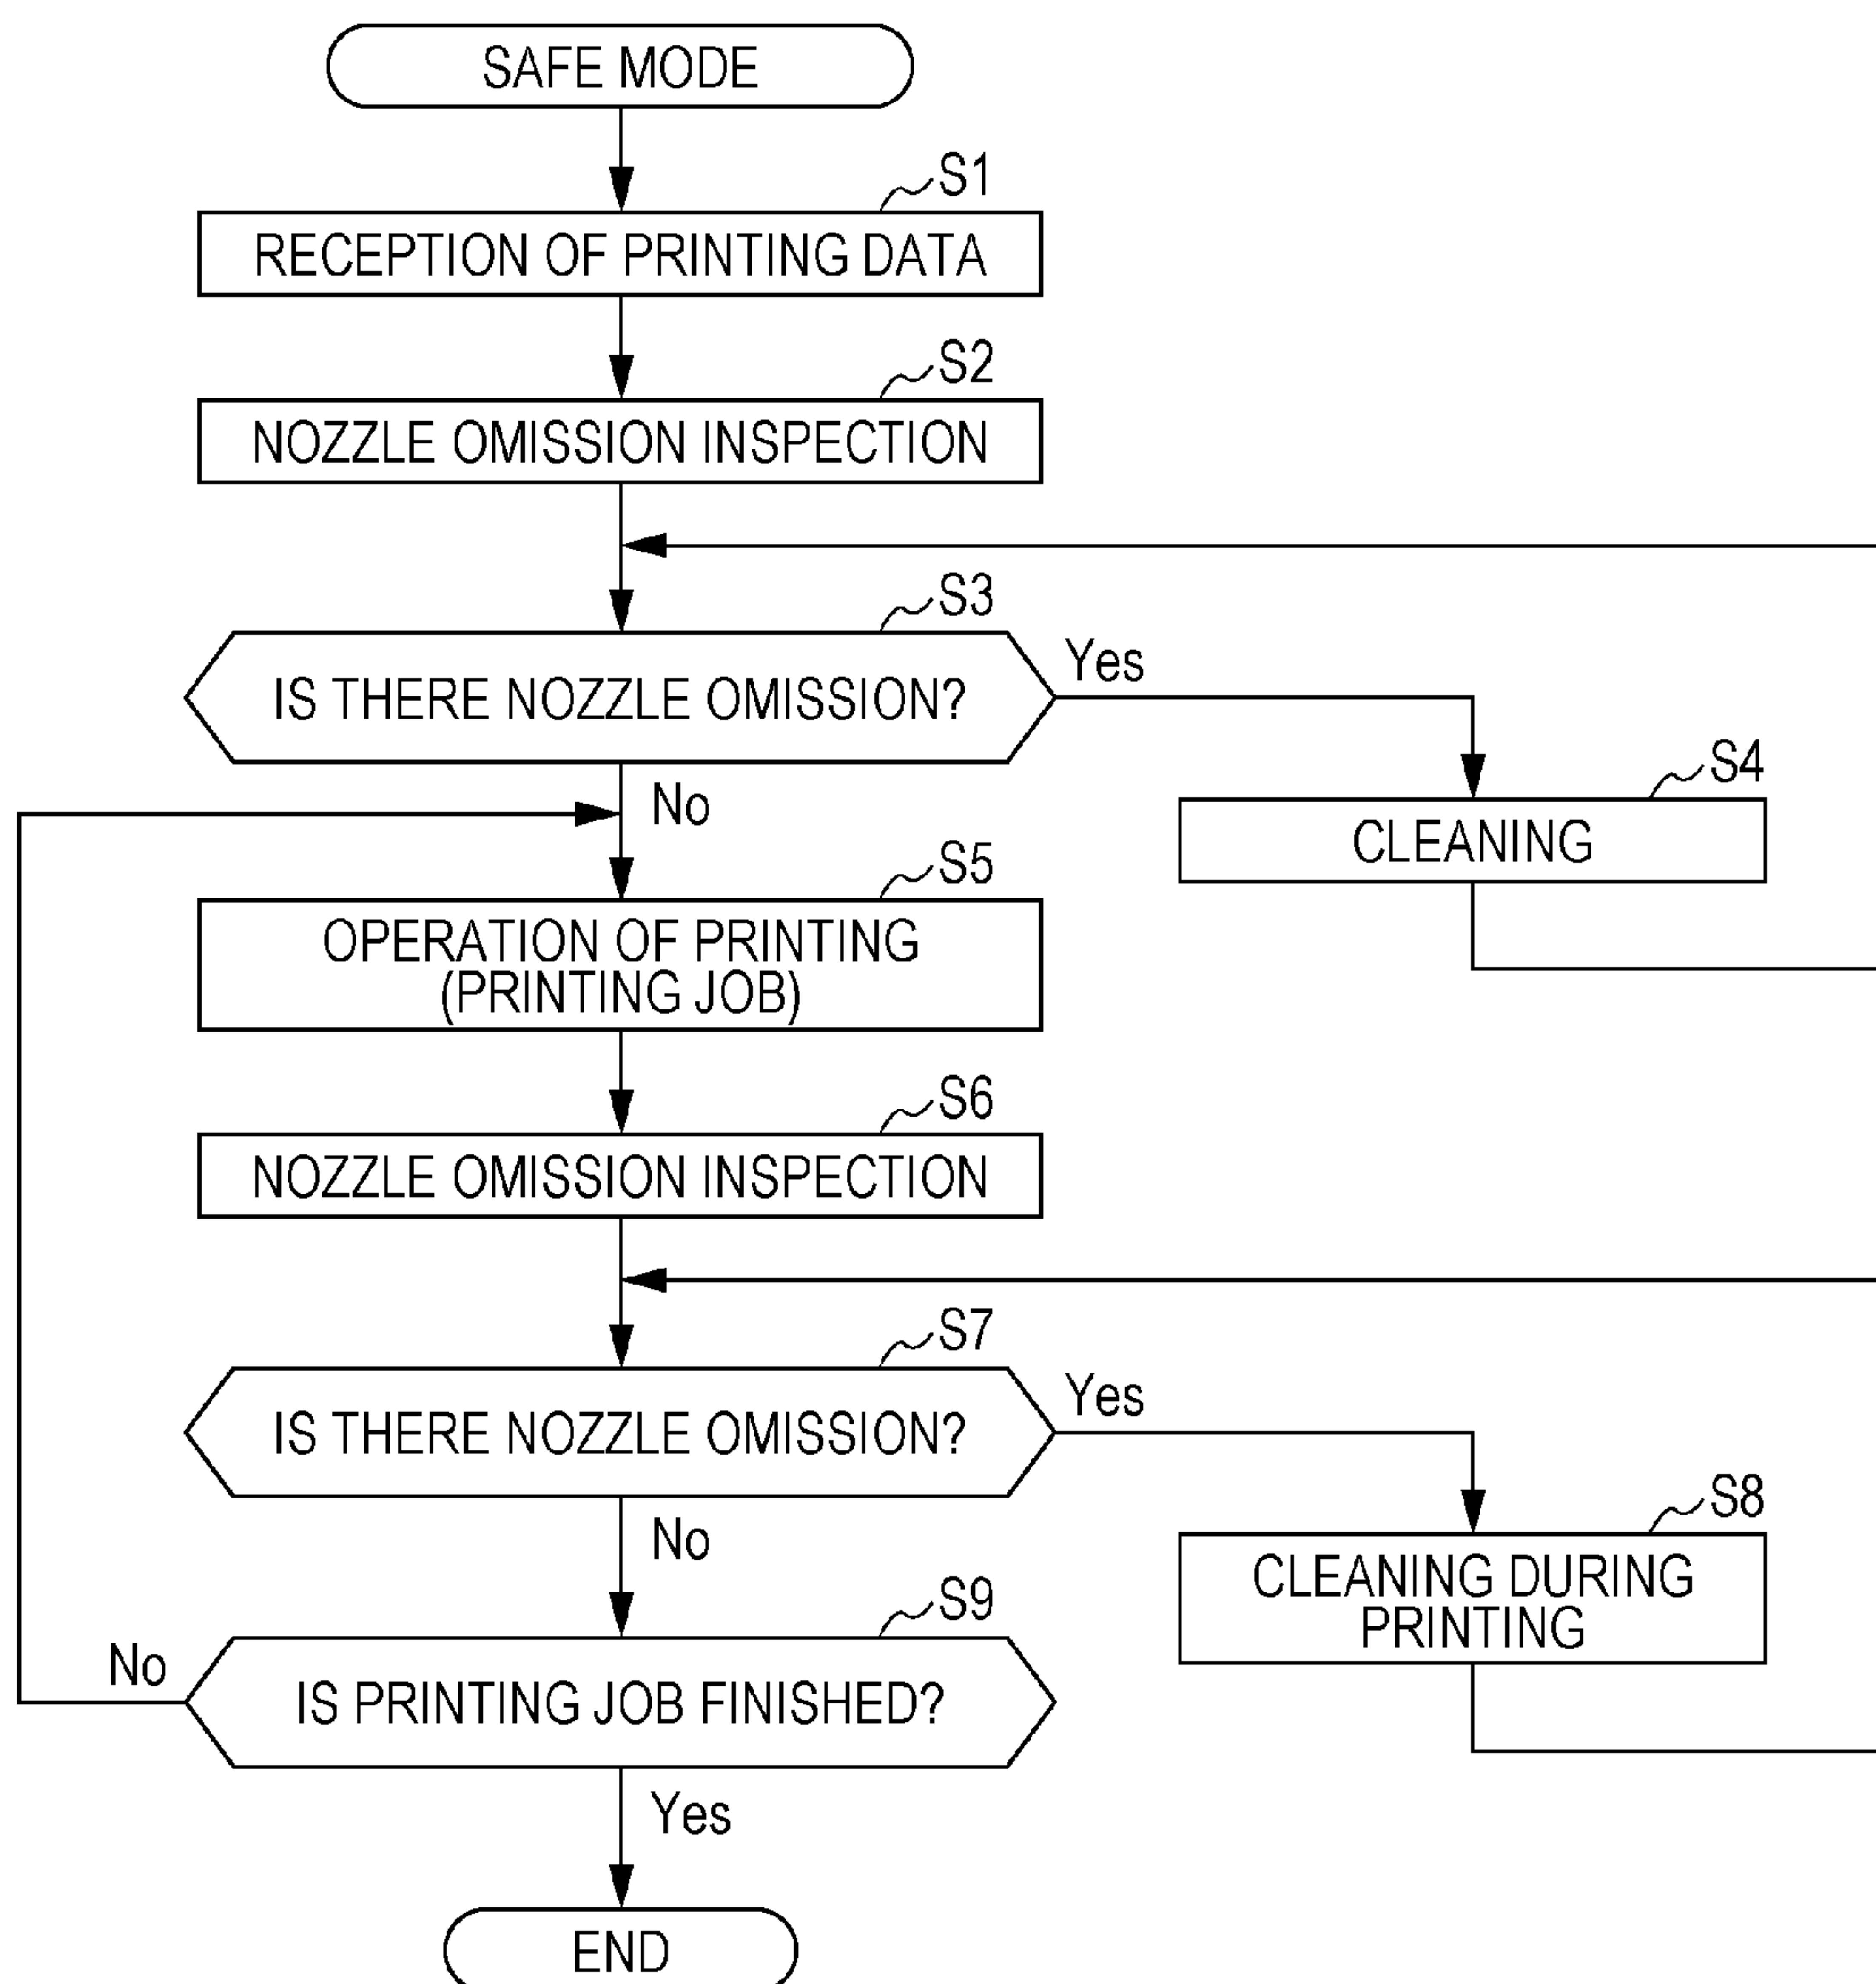 SAFE MODE
S1
RECEPTION OF PRINTING DATA
S2
NOZZLE OMISSION INSPECTION
S3
IS THERE NOZZLE OMISSION?
Yes
No
S4
CLEANING
S5
OPERATION OF PRINTING
(PRINTING JOB)
S6
NOZZLE OMISSION INSPECTION
S7
IS THERE NOZZLE OMISSION?
Yes
No
S8
CLEANING DURING
PRINTING
S9
IS PRINTING JOB FINISHED?
No
Yes
END